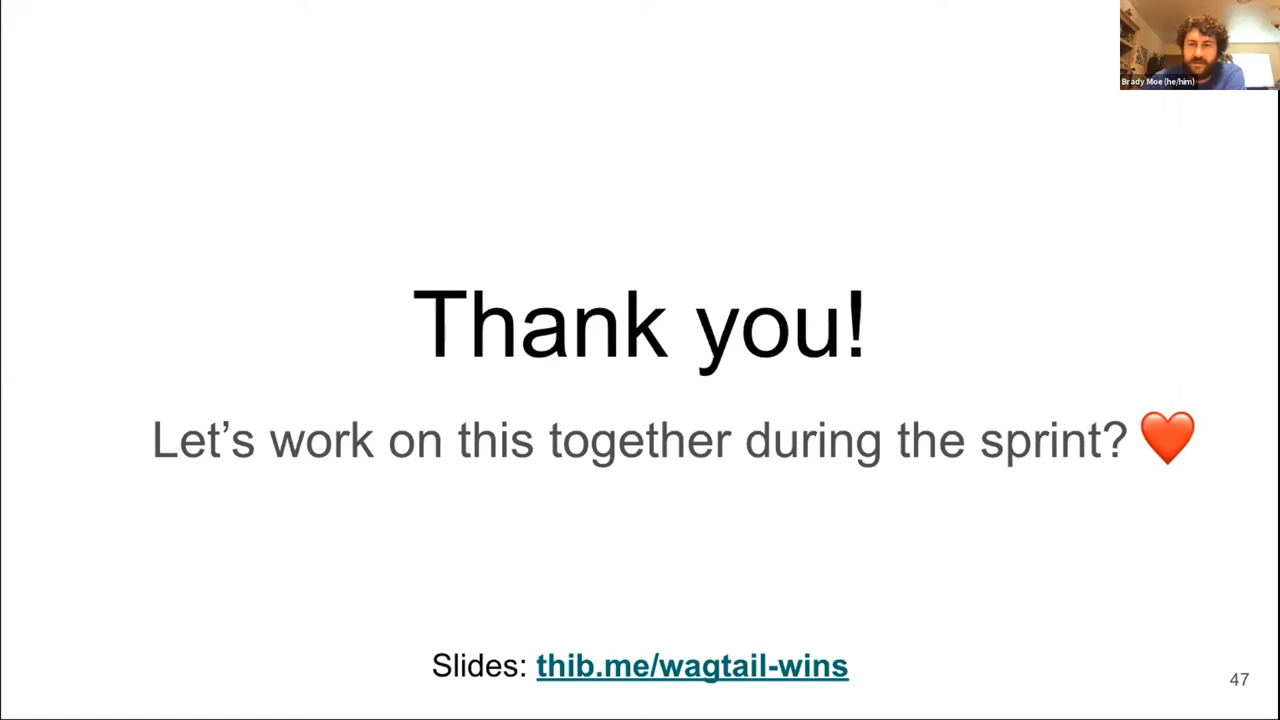 Brady Moe (he/him)
Thank you!
Let’s work on this together during the sprint? ❤️
Slides: thib.me/wagtail-wins
47